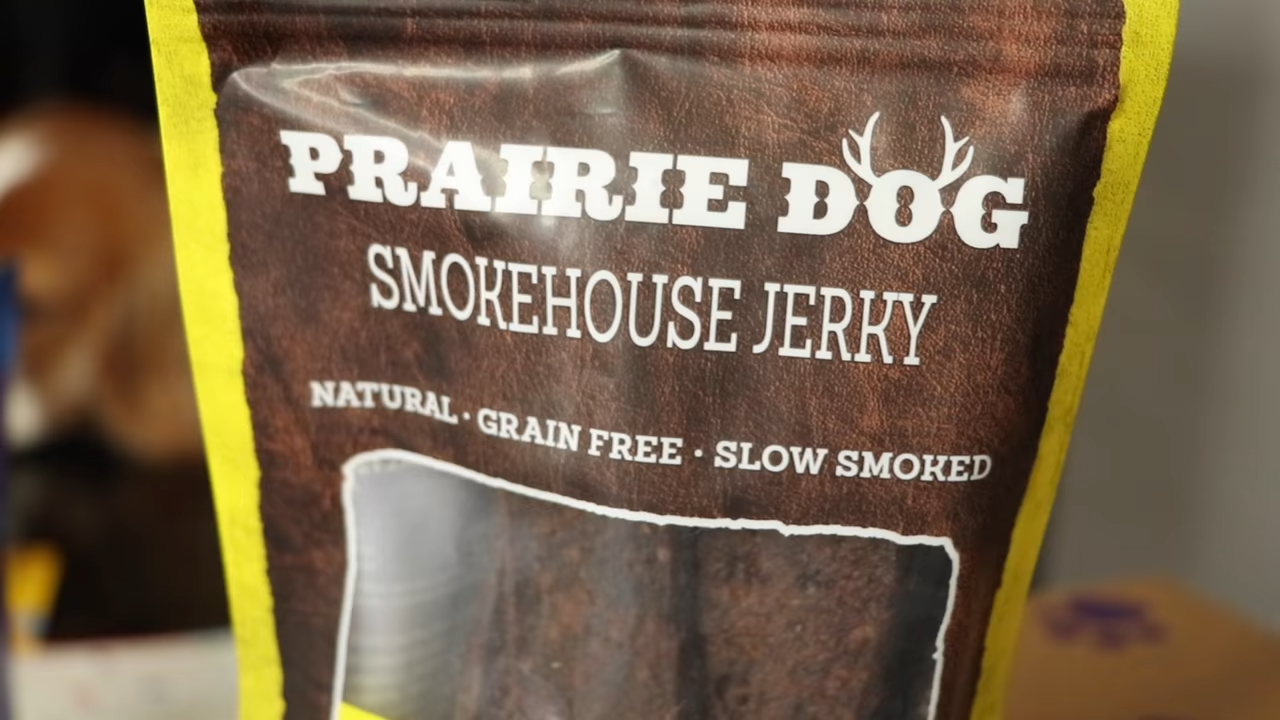 PRAIRIE DOG
SMOKEHOUSE JERKY
NATURAL · GRAIN FREE · SLOW SMOKED